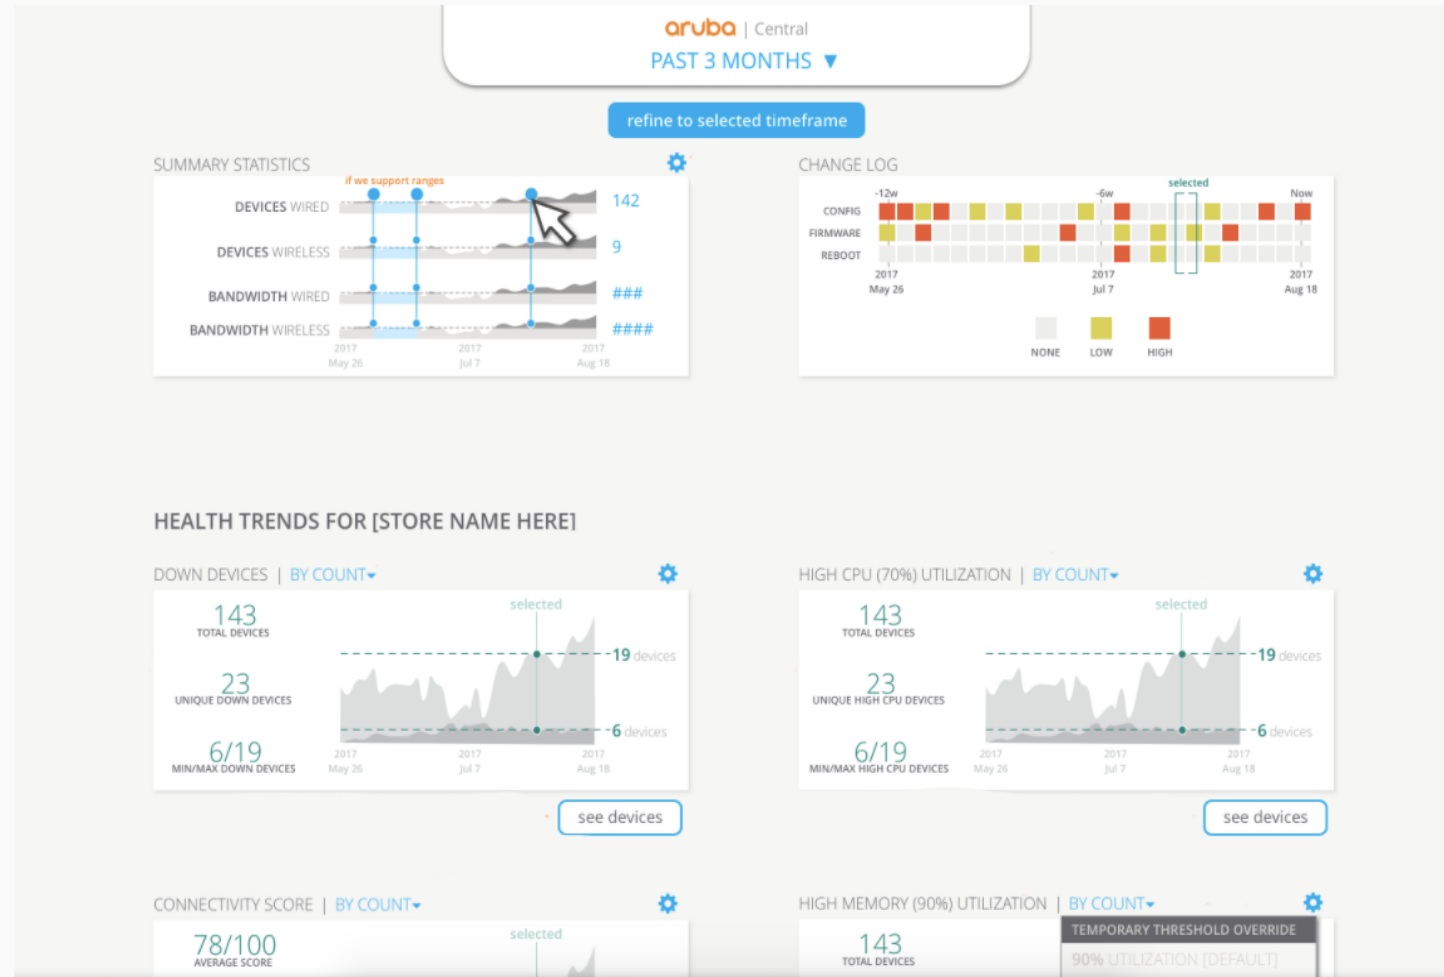 aruba | Central
PAST 3 MONTHS ▼
refine to selected timeframe
SUMMARY STATISTICS
if we support ranges
DEVICES WIRED
142
DEVICES WIRELESS
9
BANDWIDTH WIRED
###
BANDWIDTH WIRELESS
####
2017 2017 2017
May 26 Jul 7 Aug 18
CHANGE LOG
selected
-12w -6w Now
CONFIG
FIRMWARE
REBOOT
2017 2017 2017
May 26 Jul 7 Aug 18
NONE LOW HIGH
HEALTH TRENDS FOR [STORE NAME HERE]
DOWN DEVICES | BY COUNT
143
TOTAL DEVICES
23
UNIQUE DOWN DEVICES
6/19
MIN/MAX DOWN DEVICES
selected
19 devices
6 devices
2017 2017 2017
May 26 Jul 7 Aug 18
see devices
HIGH CPU (70%) UTILIZATION | BY COUNT
143
TOTAL DEVICES
23
UNIQUE HIGH CPU DEVICES
6/19
MIN/MAX HIGH CPU DEVICES
selected
19 devices
6 devices
2017 2017 2017
May 26 Jul 7 Aug 18
see devices
CONNECTIVITY SCORE | BY COUNT
78/100
AVERAGE SCORE
selected
HIGH MEMORY (90%) UTILIZATION | BY COUNT
143
TOTAL DEVICES
TEMPORARY THRESHOLD OVERRIDE
90% UTILIZATION [DEFAULT]